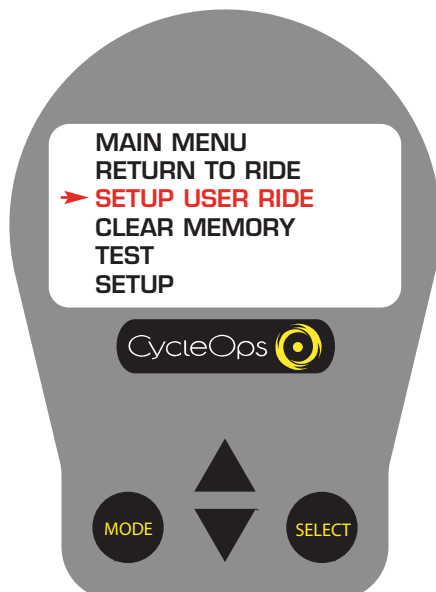 MAIN MENU
RETURN TO RIDE
SETUP USER RIDE
CLEAR MEMORY
TEST
SETUP
CycleOps
MODE
SELECT